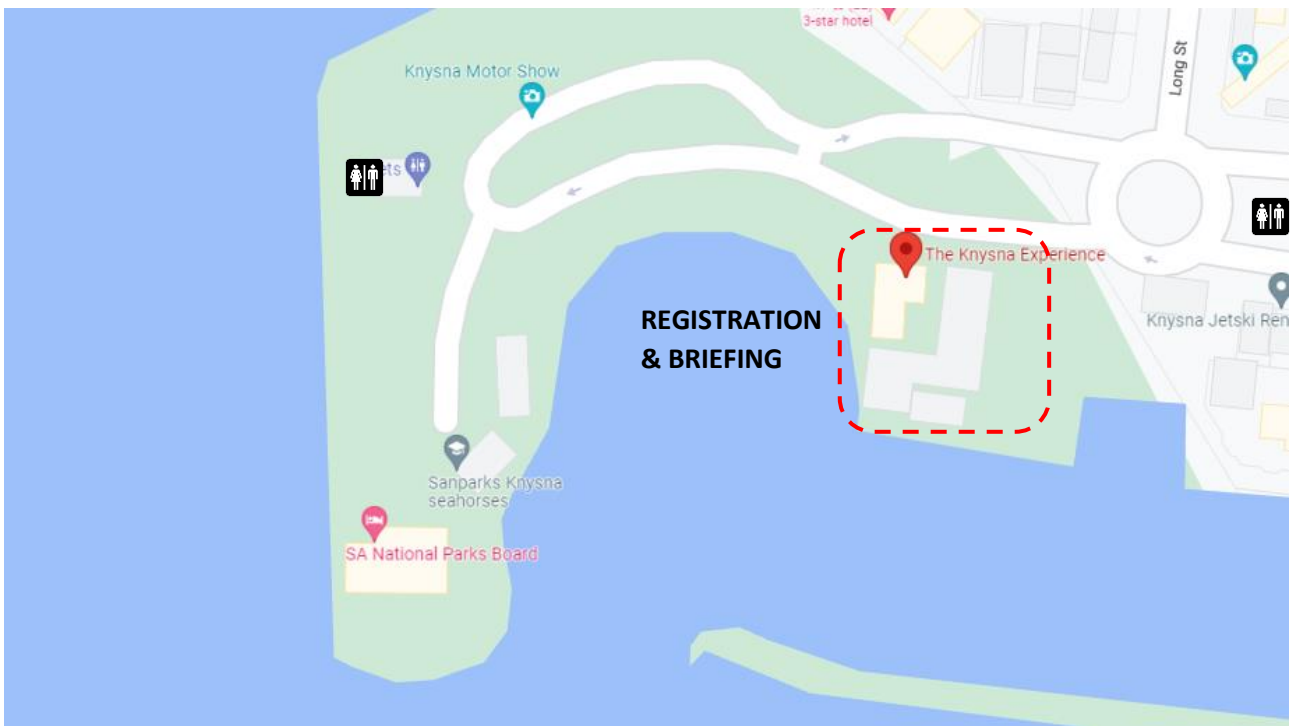 3-star hotel
Long St
Knysna Motor Show
ets
The Knysna Experience
REGISTRATION
& BRIEFING
Knysna Jetski Ren
Sanparks Knysna
seahorses
SA National Parks Board